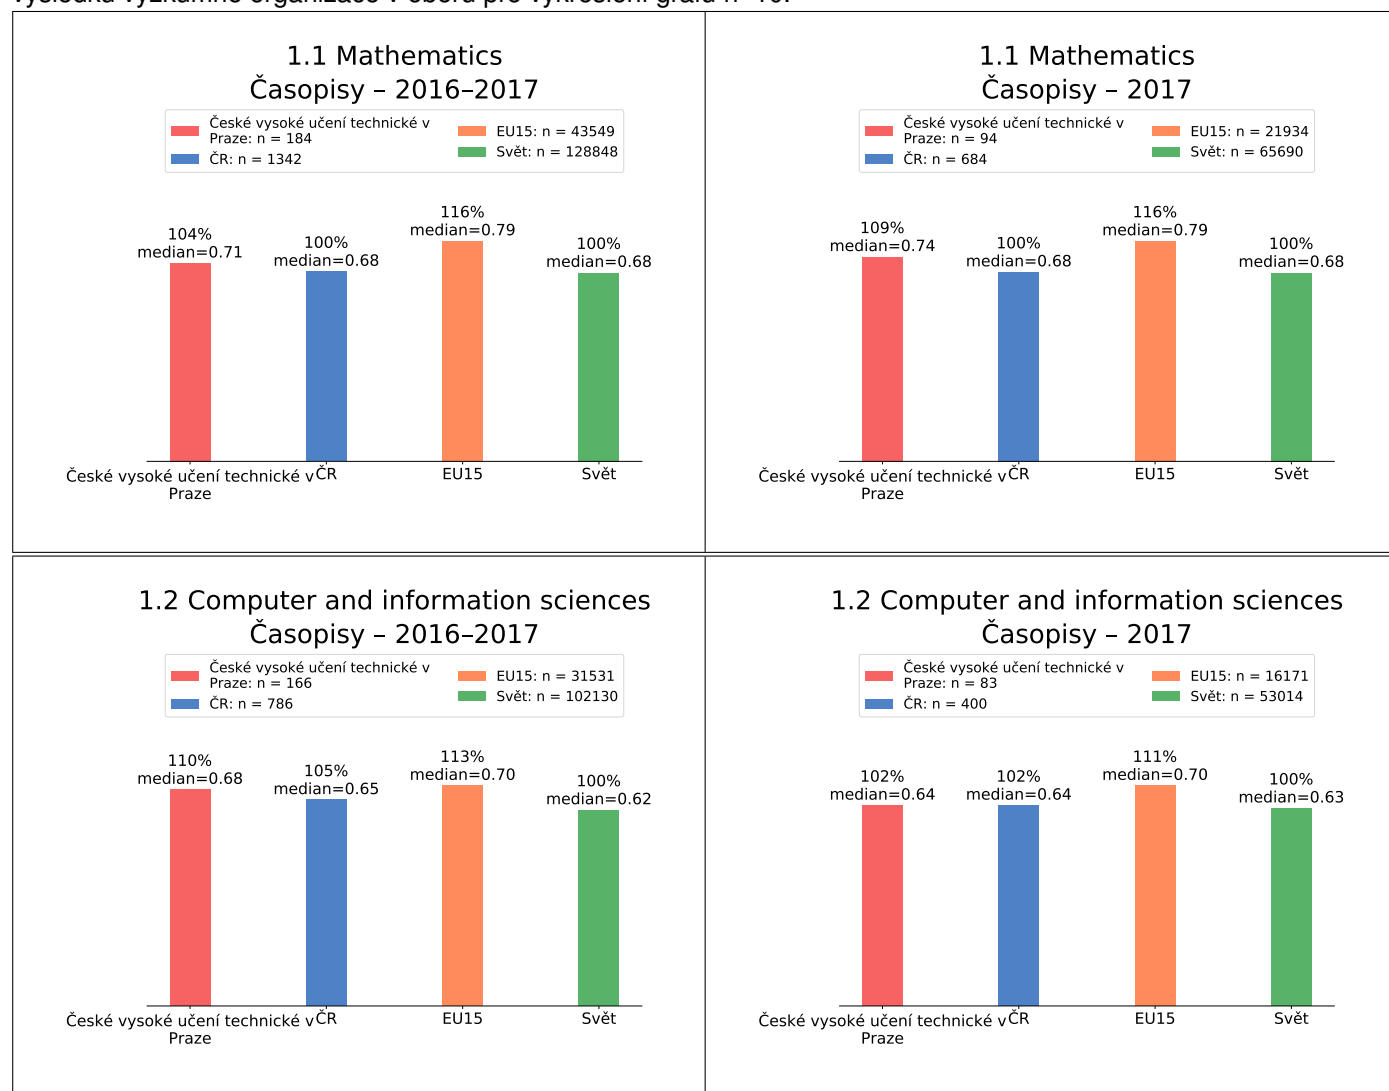 výsledků výzkumné organizace v oboru pro vykreslení grafu n=10.
1.1 Mathematics
Časopisy – 2016–2017
České vysoké učení technické v
Praze: n = 184
ČR: n = 1342
EU15: n = 43549
Svět: n = 128848
104%
median=0.71
100%
median=0.68
116%
median=0.79
100%
median=0.68
České vysoké učení technické v
Praze
ČR
EU15
Svět
1.1 Mathematics
Časopisy – 2017
České vysoké učení technické v
Praze: n = 94
ČR: n = 684
EU15: n = 21934
Svět: n = 65690
109%
median=0.74
100%
median=0.68
116%
median=0.79
100%
median=0.68
České vysoké učení technické v
Praze
ČR
EU15
Svět
1.2 Computer and information sciences
Časopisy – 2016–2017
České vysoké učení technické v
Praze: n = 166
ČR: n = 786
EU15: n = 31531
Svět: n = 102130
110%
median=0.68
105%
median=0.65
113%
median=0.70
100%
median=0.62
České vysoké učení technické v
Praze
ČR
EU15
Svět
1.2 Computer and information sciences
Časopisy – 2017
České vysoké učení technické v
Praze: n = 83
ČR: n = 400
EU15: n = 16171
Svět: n = 53014
102%
median=0.64
102%
median=0.64
111%
median=0.70
100%
median=0.63
České vysoké učení technické v
Praze
ČR
EU15
Svět